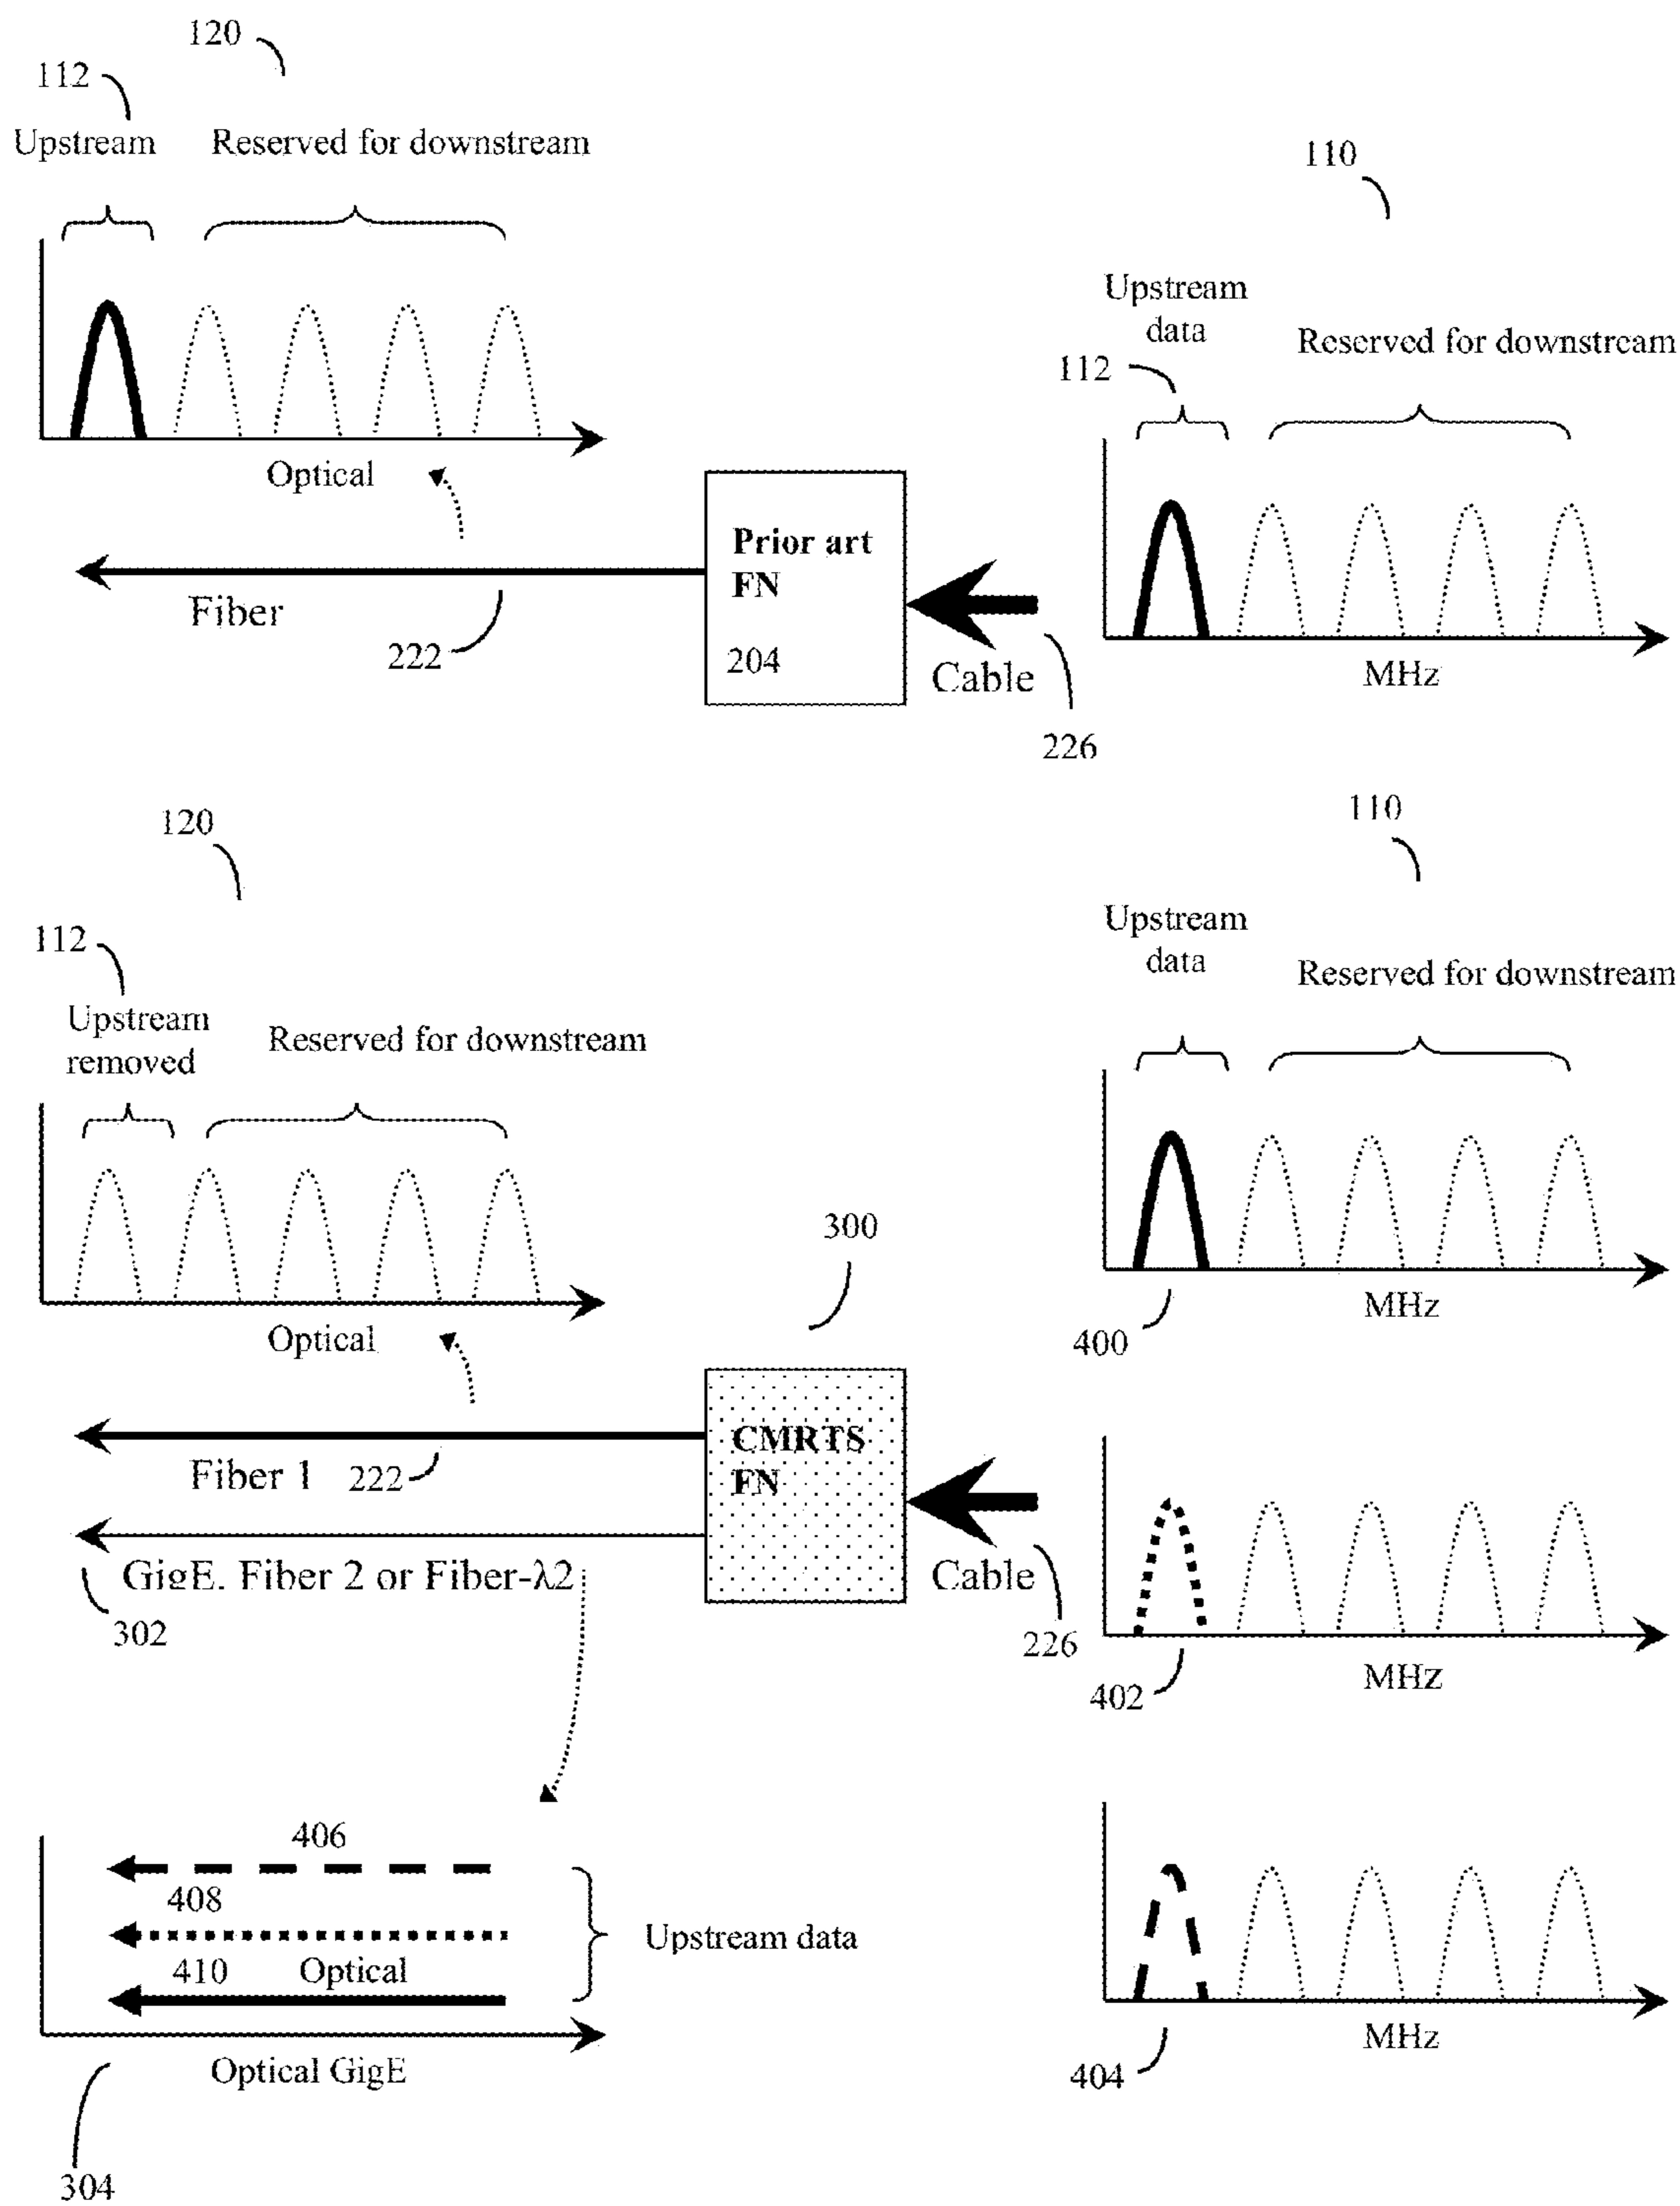 120
112
Upstream
Reserved for downstream
Optical
Fiber
222
Prior art
FN
204
Cable
226
110
Upstream
data
112
Reserved for downstream
MHz
120
112
Upstream
removed
Reserved for downstream
Optical
Fiber 1
222
GigE. Fiber 2 or Fiber-λ2
302
300
CMRTS
FN
Cable
226
110
Upstream
data
Reserved for downstream
MHz
400
MHz
402
MHz
404
406
408
410
Optical
Upstream data
Optical GigE
304